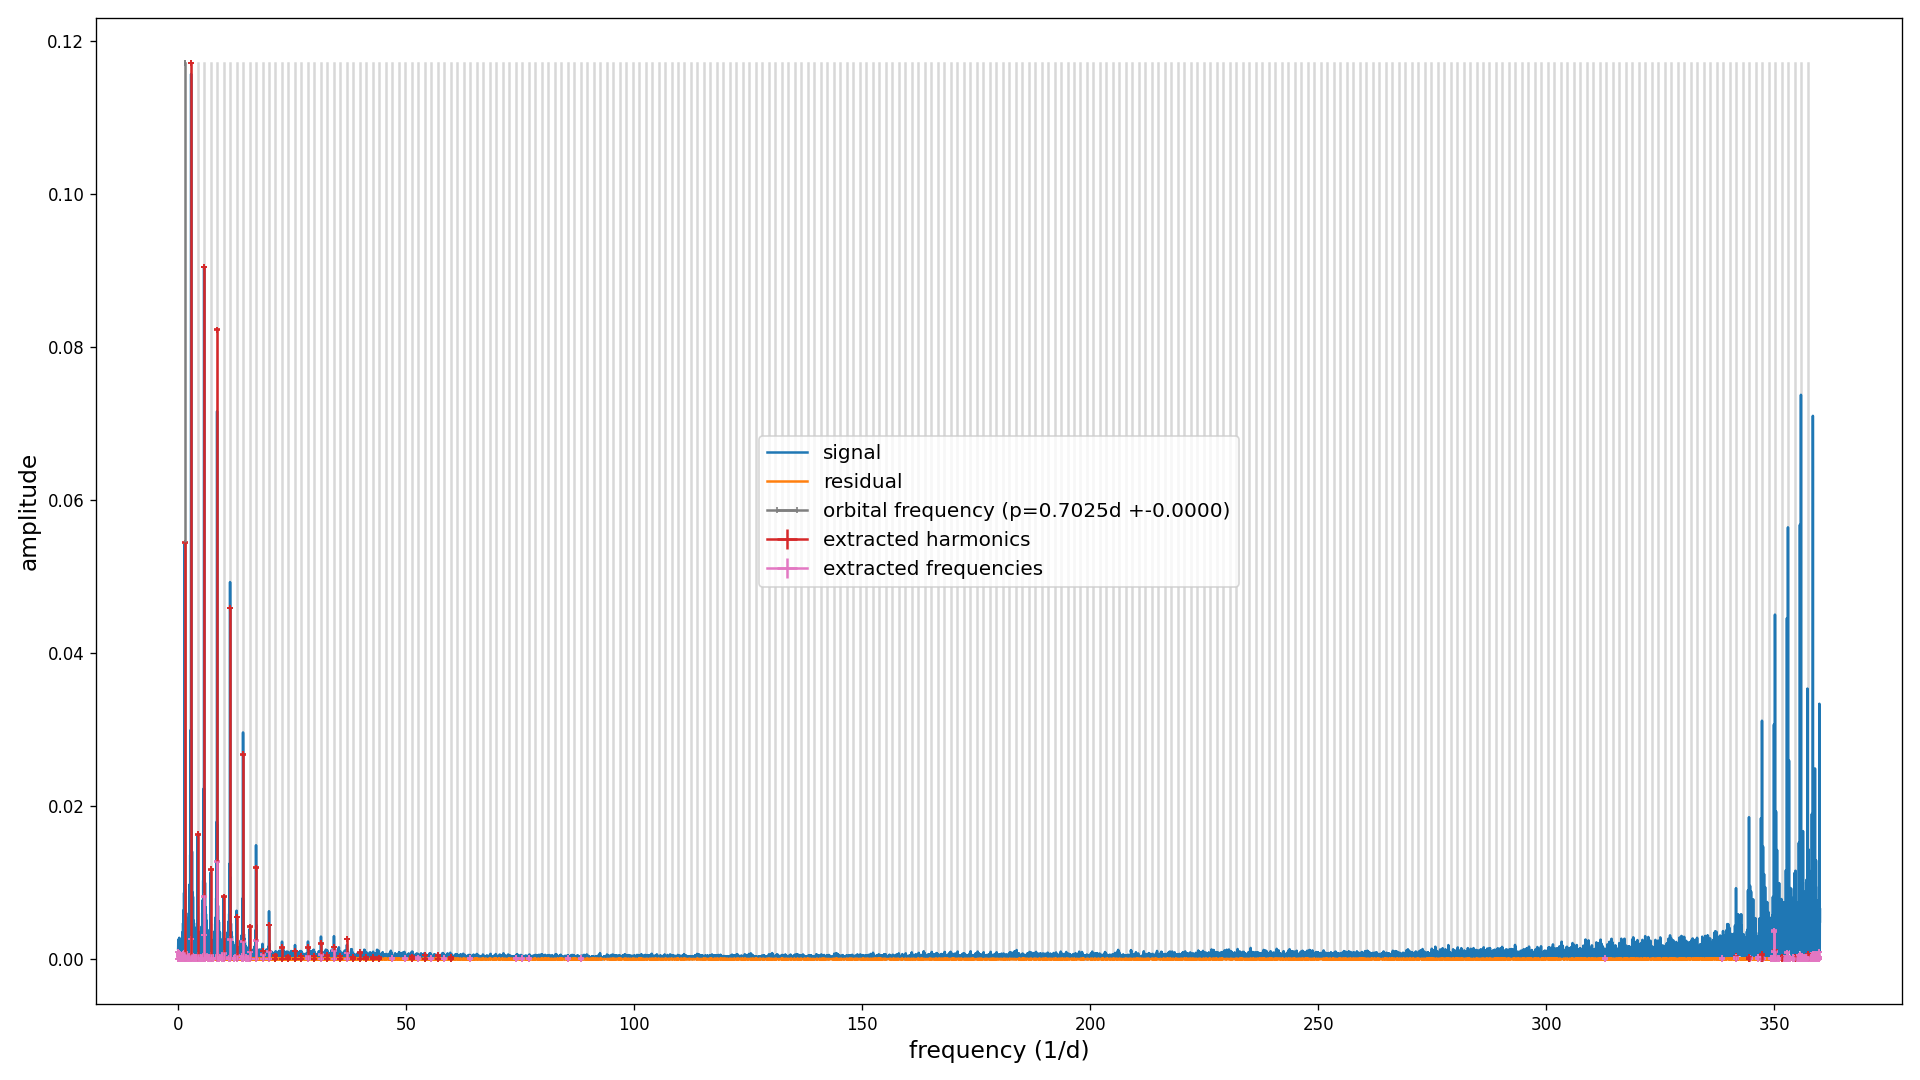 0.12
0.10
0.08
0.06
0.04
0.02
0.00
amplitude
signal
residual
orbital frequency (p=0.7025d +-0.0000)
extracted harmonics
extracted frequencies
0 50 100 150 200 250 300 350
frequency (1/d)